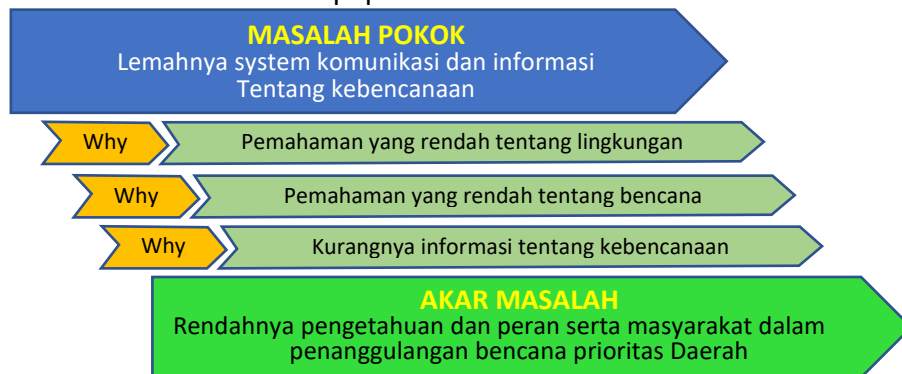 MASALAH POKOK
Lemahnya system komunikasi dan informasi
Tentang kebencanaan
Why
Pemahaman yang rendah tentang lingkungan
Why
Pemahaman yang rendah tentang bencana
Why
Kurangnya informasi tentang kebencanaan
AKAR MASALAH
Rendahnya pengetahuan dan peran serta masyarakat dalam
penanggulangan bencana prioritas Daerah